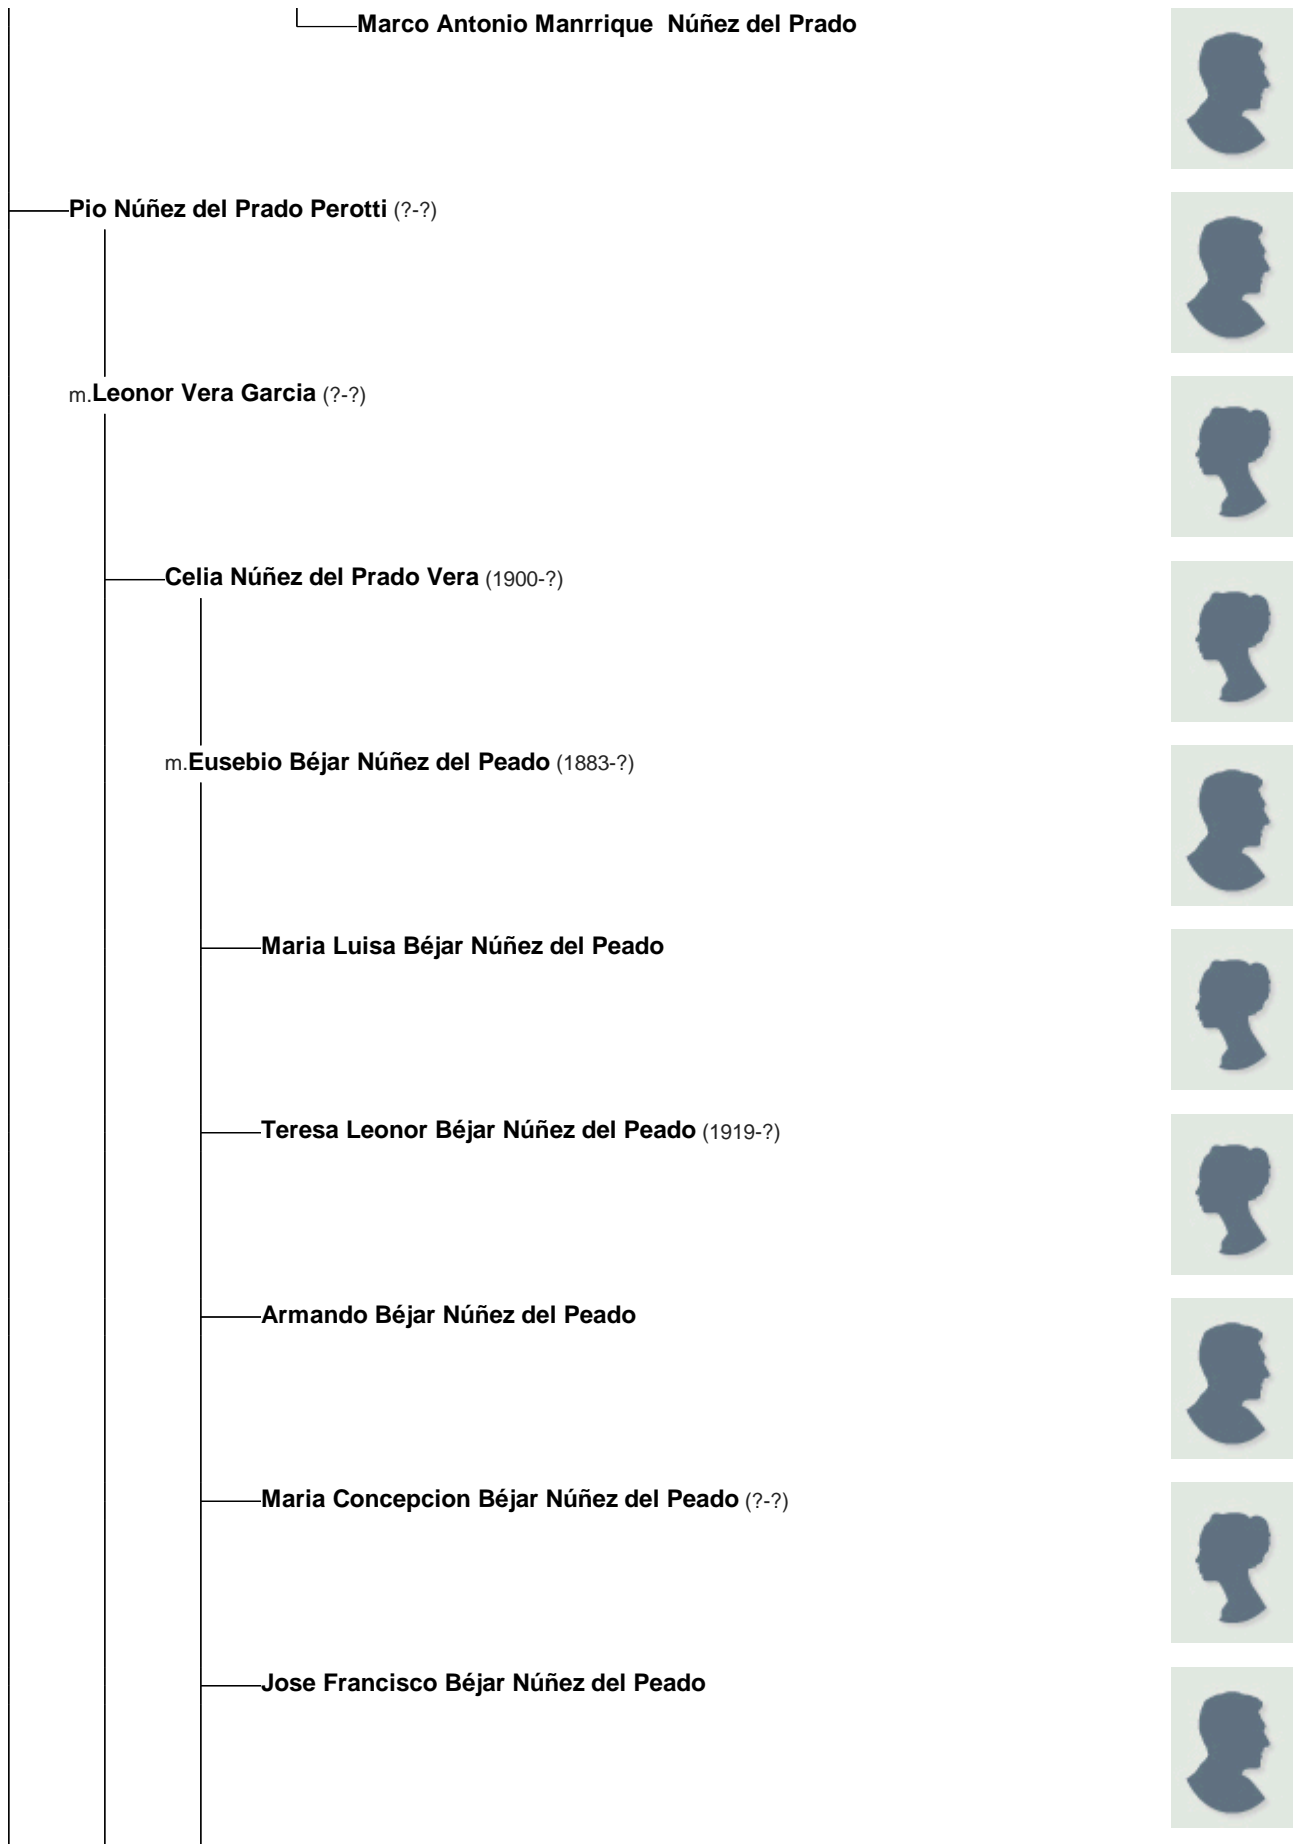 Marco Antonio Manrrique  Núñez del Prado
Pio Núñez del Prado Perotti (?-?)
m.Leonor Vera Garcia (?-?)
Celia Núñez del Prado Vera (1900-?)
m.Eusebio Béjar Núñez del Peado (1883-?)
Maria Luisa Béjar Núñez del Peado
Teresa Leonor Béjar Núñez del Peado (1919-?)
Armando Béjar Núñez del Peado
Maria Concepcion Béjar Núñez del Peado (?-?)
Jose Francisco Béjar Núñez del Peado